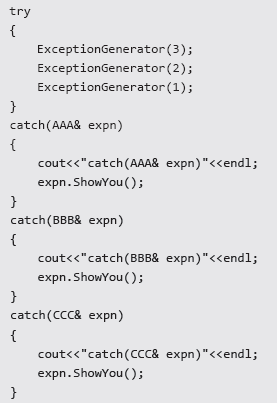 try
{
    ExceptionGenerator(3);
    ExceptionGenerator(2);
    ExceptionGenerator(1);
}
catch(AAA& expn)
{
    cout<<"catch(AAA& expn)"<<endl;
    expn.ShowYou();
}
catch(BBB& expn)
{
    cout<<"catch(BBB& expn)"<<endl;
    expn.ShowYou();
}
catch(CCC& expn)
{
    cout<<"catch(CCC& expn)"<<endl;
    expn.ShowYou();
}